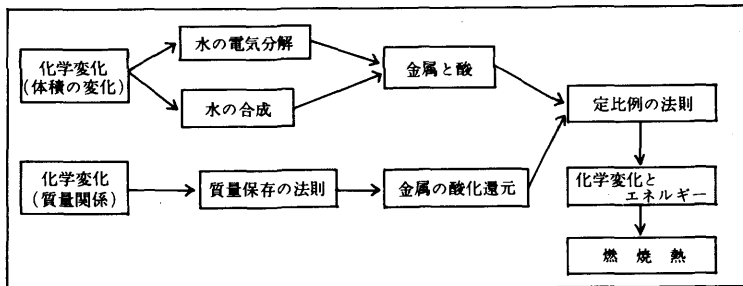 化学変化
(体積の変化)
水の電気分解
水の合成
金属と酸
定比例の法則
化学変化
(質量関係)
質量保存の法則
金属の酸化還元
化学変化と
エネルギー
燃焼熱